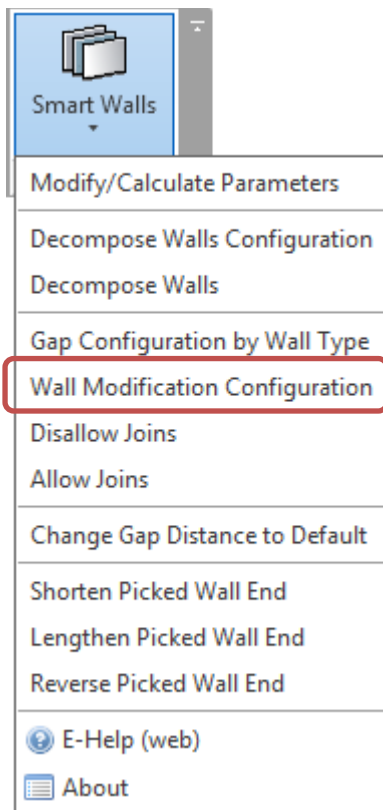 Smart Walls
Modify/Calculate Parameters
Decompose Walls Configuration
Decompose Walls
Gap Configuration by Wall Type
Wall Modification Configuration
Disallow Joins
Allow Joins
Change Gap Distance to Default
Shorten Picked Wall End
Lengthen Picked Wall End
Reverse Picked Wall End
E-Help (web)
About